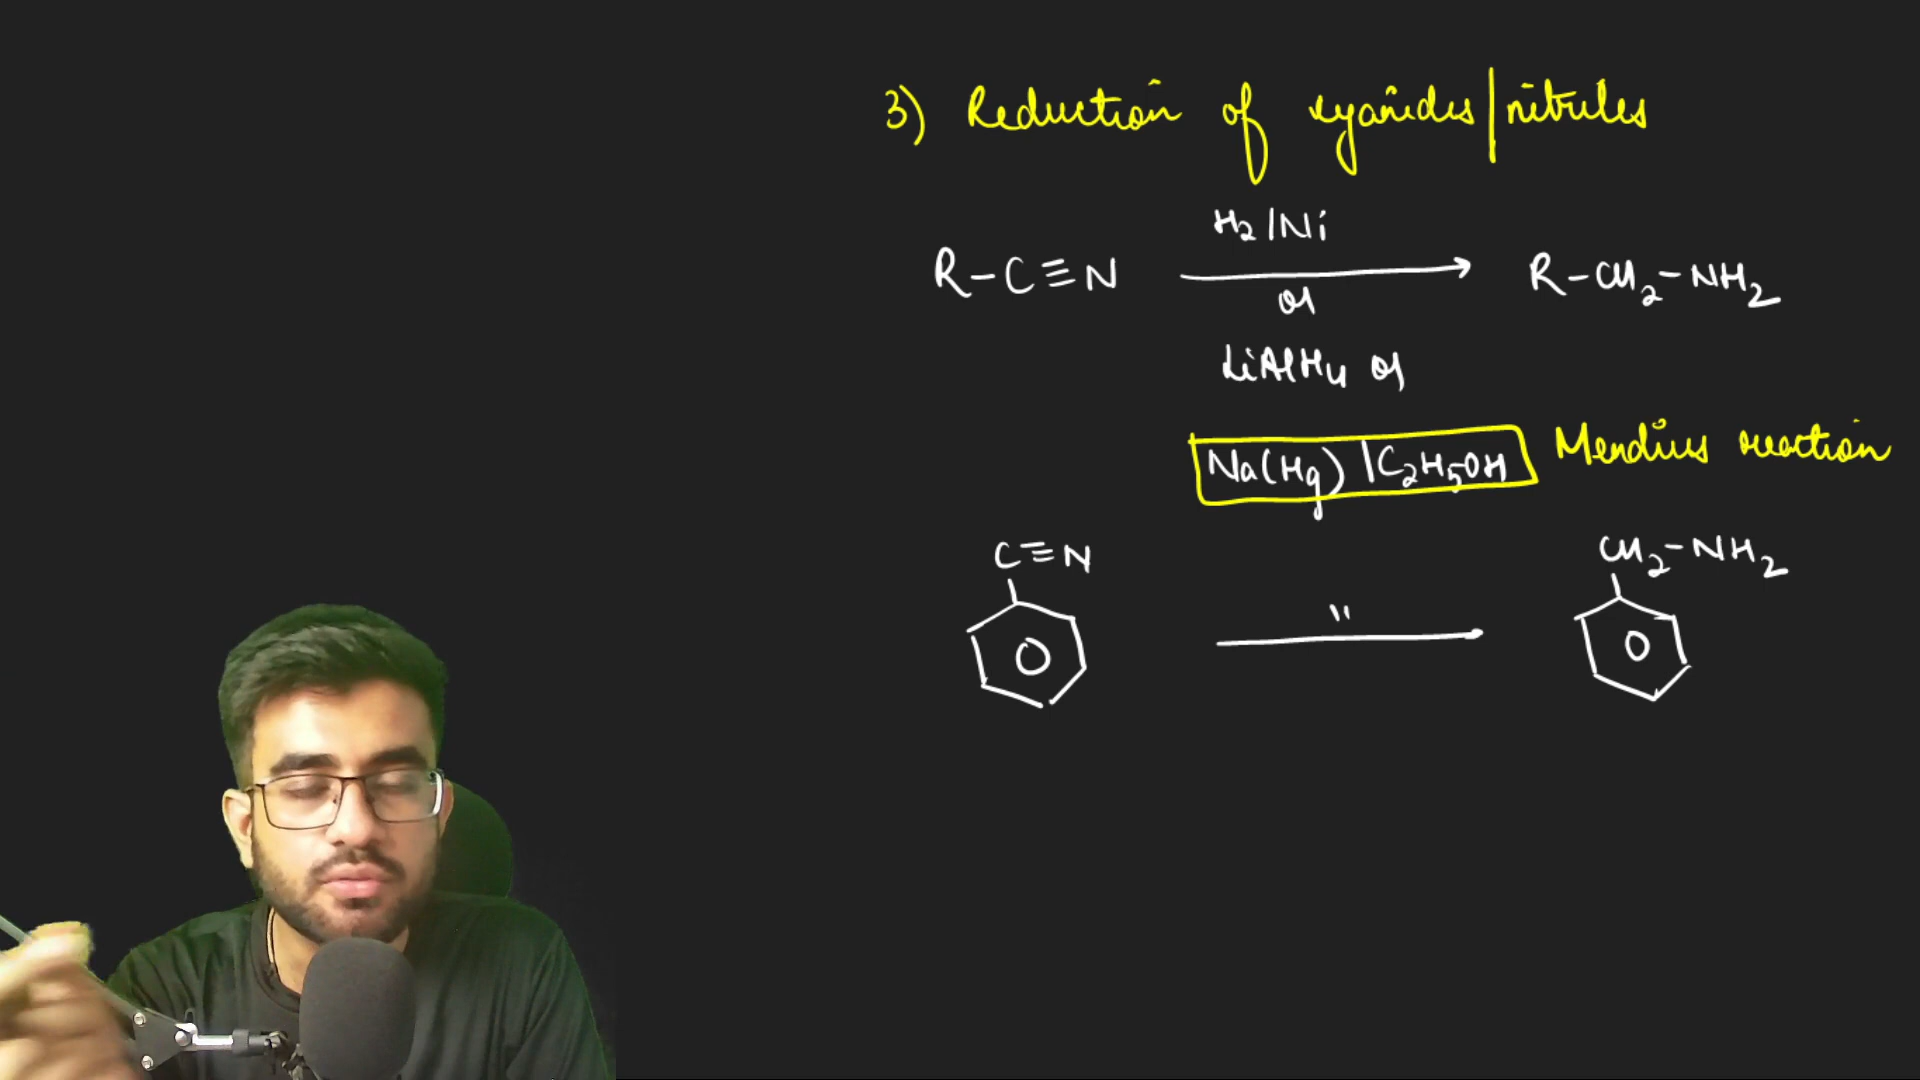 3) Reduction of cyanides/nitriles
H2/Ni
R-C≡N → R-CH2-NH2
or
LiAlH4 or
Na(Hg) /C2H5OH Mendius reaction
C≡N CH2-NH2
" →